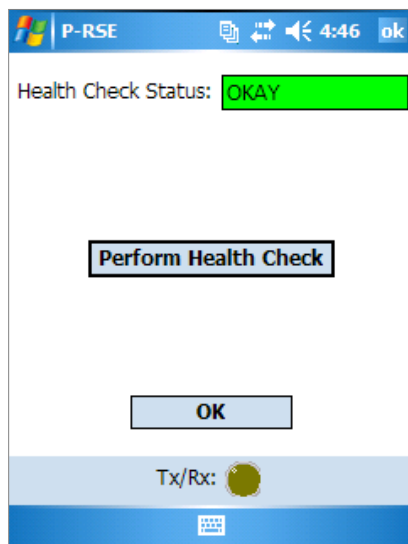 P-RSE 4:46 ok
Health Check Status: OKAY
Perform Health Check
OK
Tx/Rx: